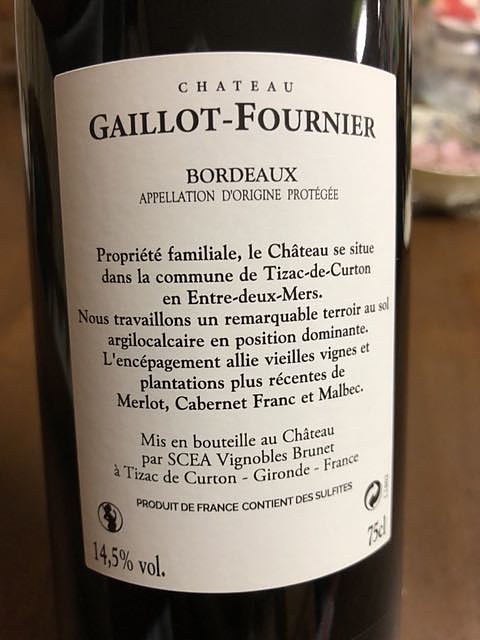 CHATEAU
GAILLOT-FOURNIER
BORDEAUX
APPELLATION D'ORIGINE PROTÉGÉE
Propriété familiale, le Château se situe
dans la commune de Tizac-de-Curton
en Entre-deux-Mers.
Nous travaillons un remarquable terroir au sol
argilocalcaire en position dominante.
L'encépagement allie vieilles vignes et
plantations plus récentes de
Merlot, Cabernet Franc et Malbec.
Mis en bouteille au Château
par SCEA Vignobles Brunet
à Tizac de Curton - Gironde - France
PRODUIT DE FRANCE CONTIENT DES SULFITES
14,5% vol.
75cl